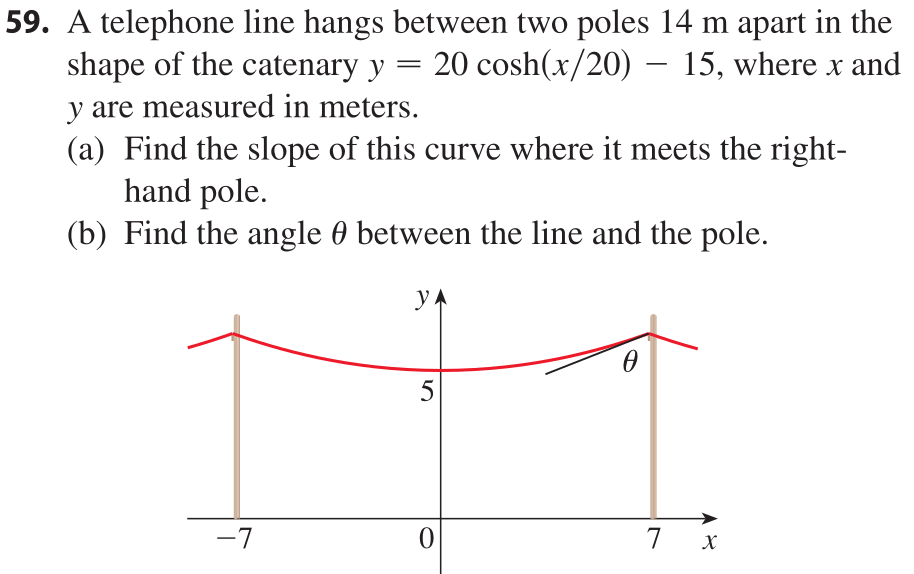 59. A telephone line hangs between two poles 14 m apart in the
shape of the catenary y = 20 cosh(x/20) − 15, where x and
y are measured in meters.
(a) Find the slope of this curve where it meets the right-
hand pole.
(b) Find the angle θ between the line and the pole.
y
θ
5
−7
0
7
x